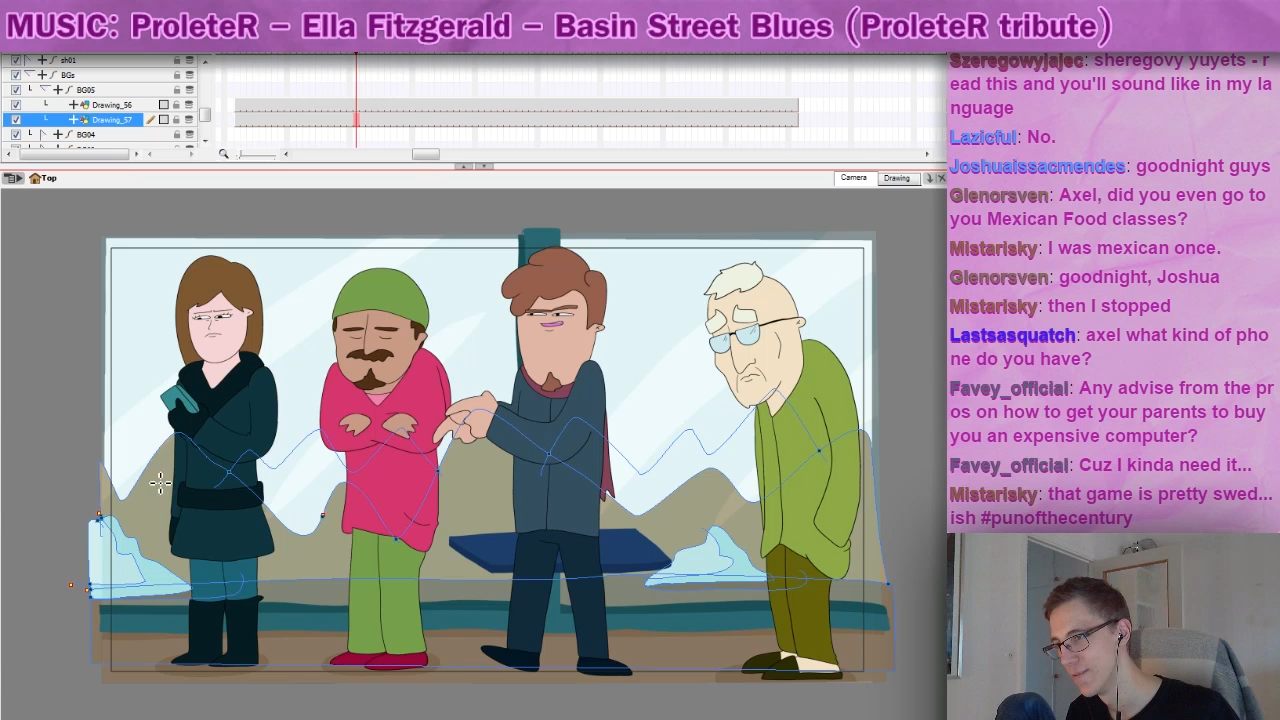 MUSIC: ProleteR – Ella Fitzgerald – Basin Street Blues (ProleteR tribute)
sh01
BGs
BG05
Drawing_56
Drawing_57
BG04
Top
Camera
Drawing
Szeregowyjajec: sheregovy yuyets - r
ead this and you'll sound like in my la
nguage
Lazicful: No.
Joshuaissacmendes: goodnight guys
Glenorsven: Axel, did you even go to
you Mexican Food classes?
Mistarisky: I was mexican once.
Glenorsven: goodnight, Joshua
Mistarisky: then I stopped
Lastsasquatch: axel what kind of pho
ne do you have?
Favey_official: Any advise from the pr
os on how to get your parents to buy
you an expensive computer?
Favey_official: Cuz I kinda need it...
Mistarisky: that game is pretty swed...
ish #punofthecentury